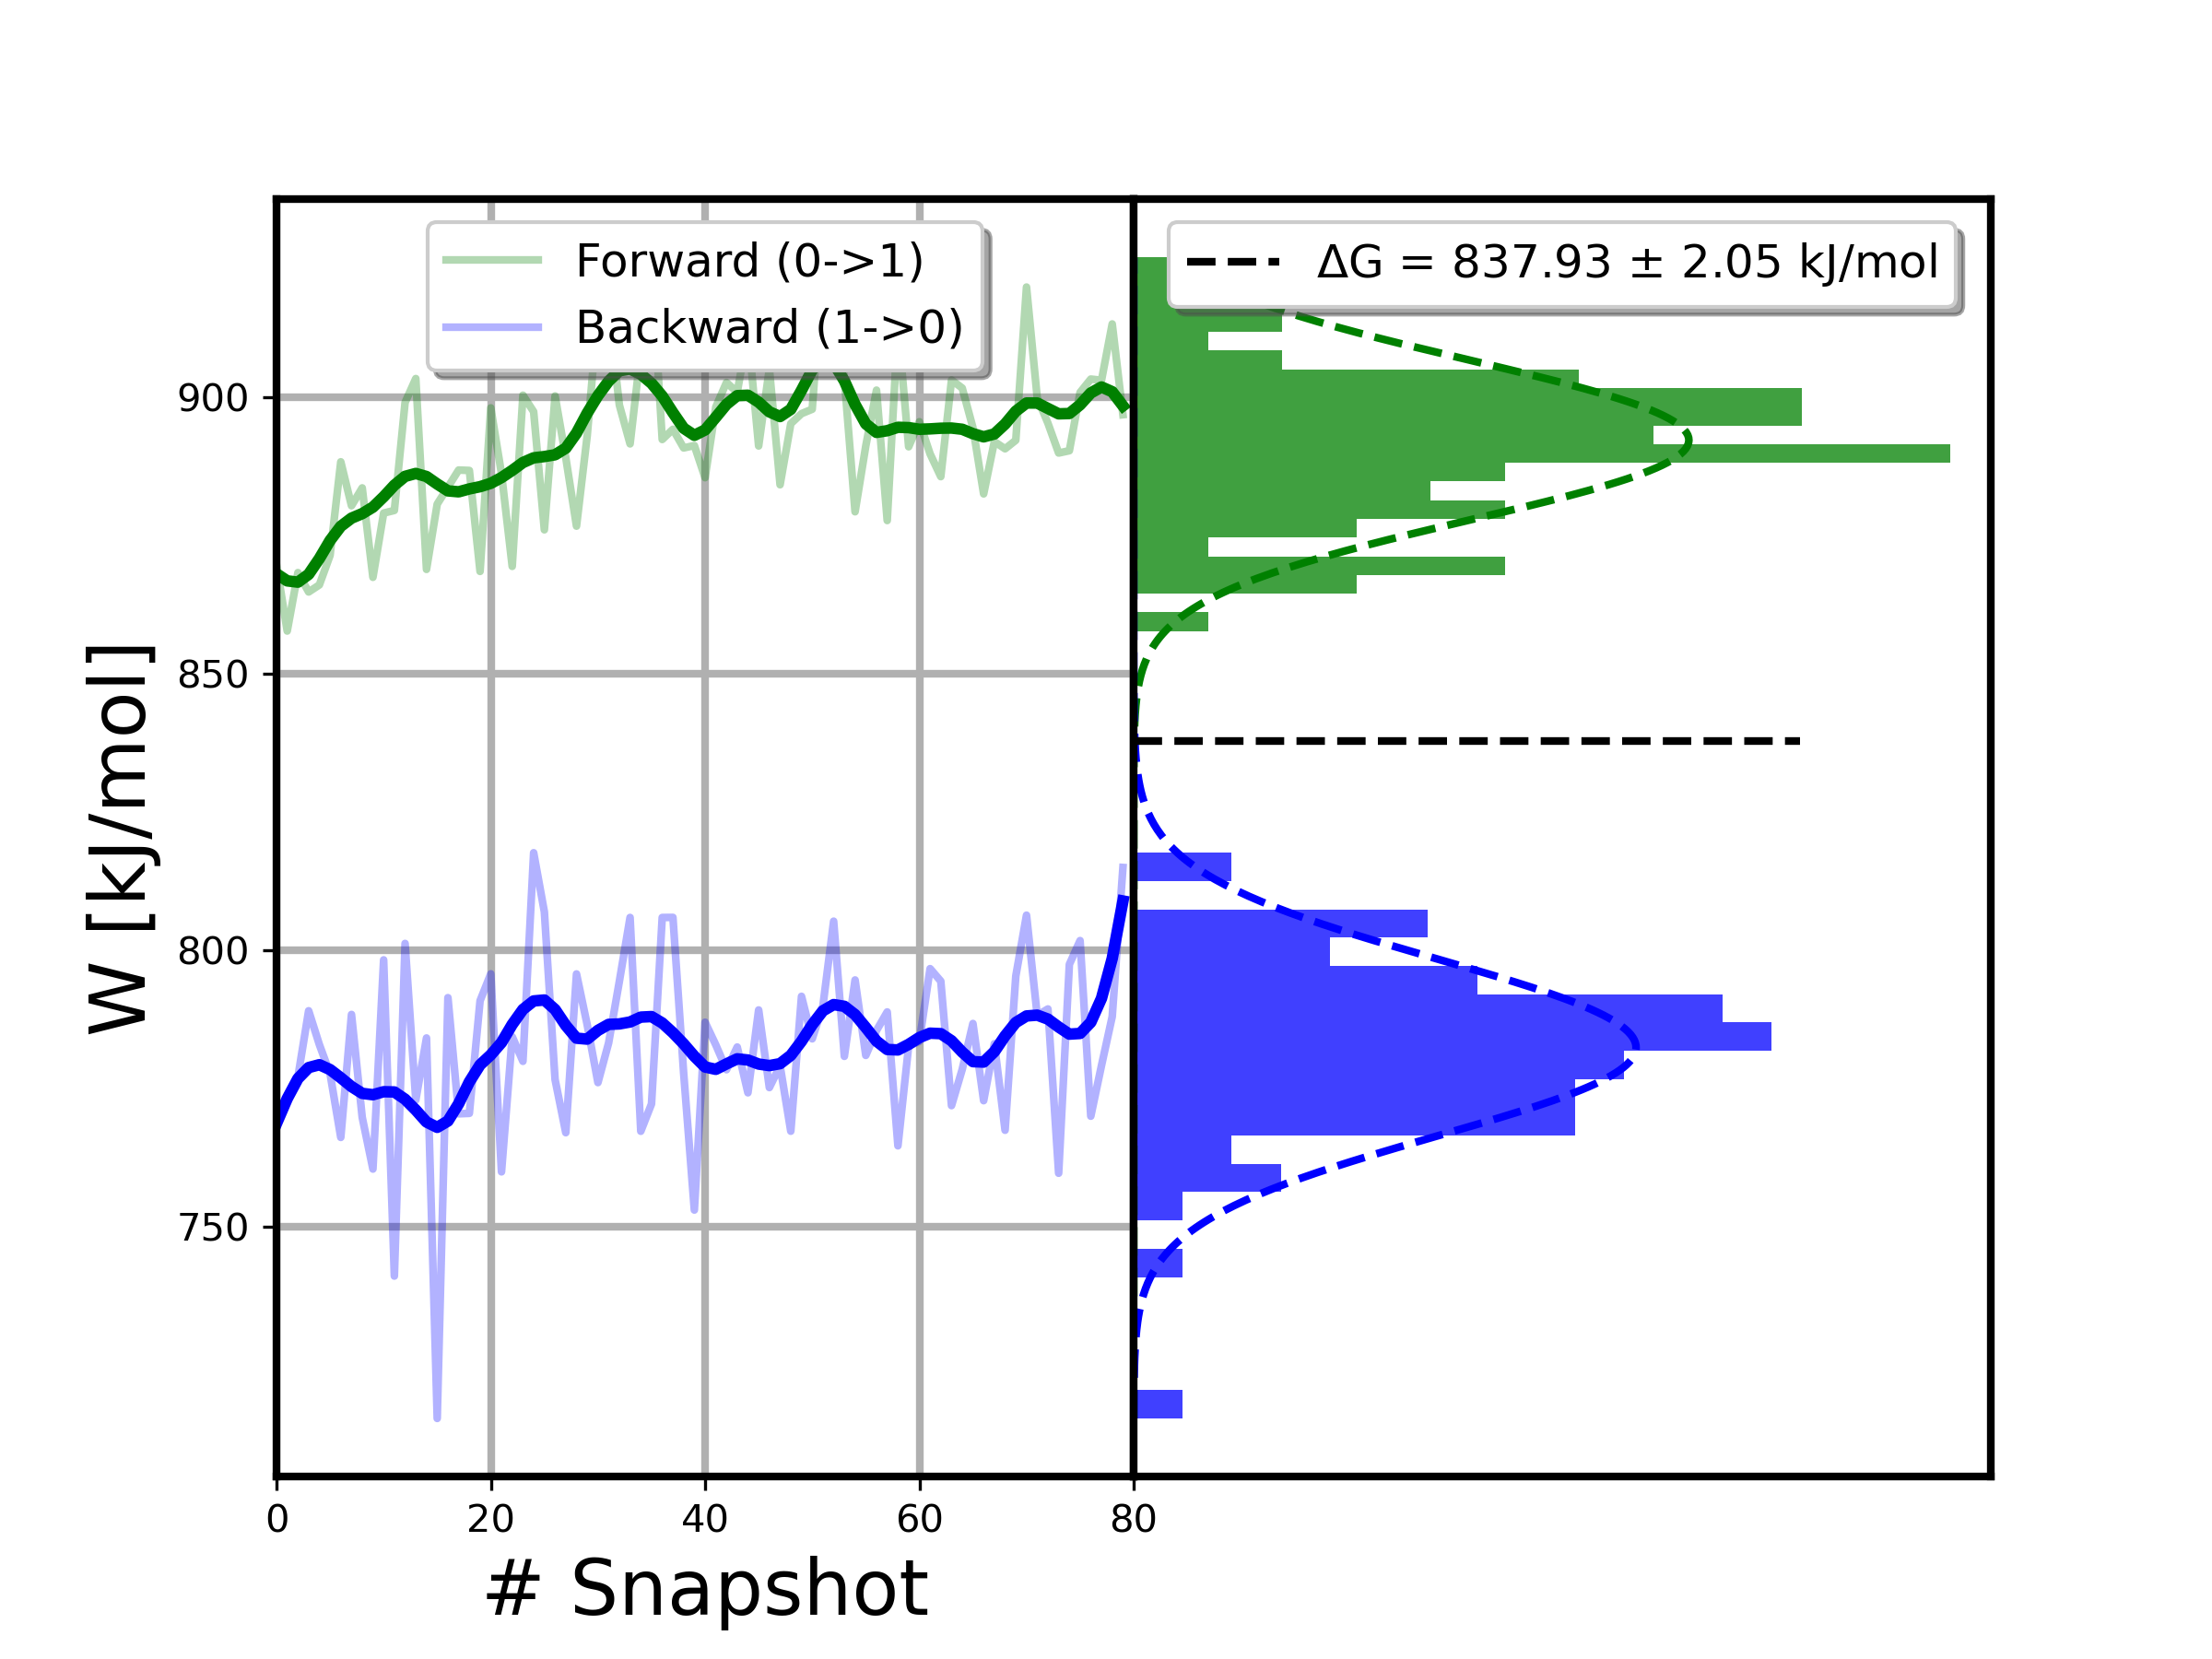 Forward (0->1)
Backward (1->0)
ΔG = 837.93 ± 2.05 kJ/mol
900
850
800
750
W [kJ/mol]
0 20 40 60 80
# Snapshot